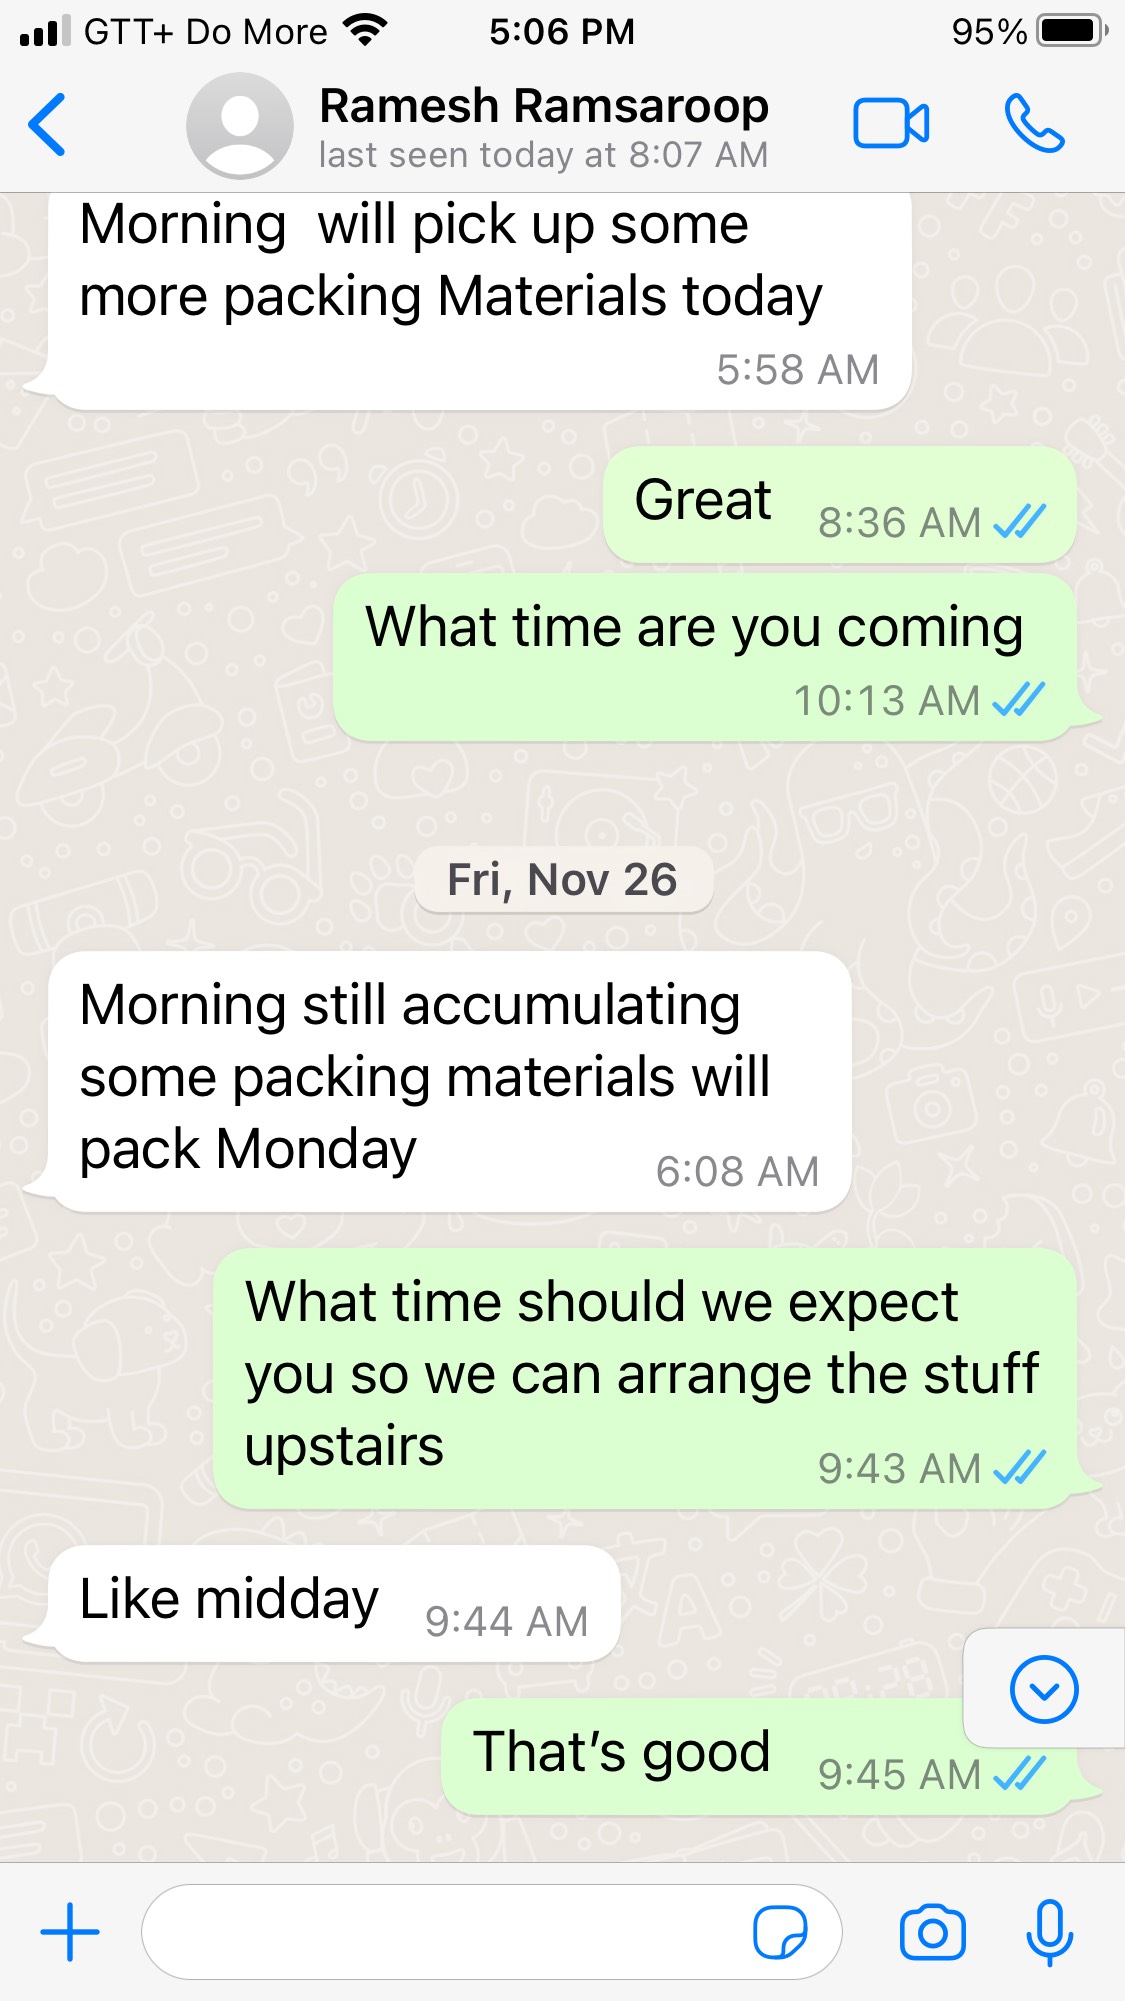 GTT+ Do More 5:06 PM 95%
Ramesh Ramsaroop
last seen today at 8:07 AM
Morning  will pick up some
more packing Materials today
5:58 AM
Great 8:36 AM
What time are you coming
10:13 AM
Fri, Nov 26
Morning still accumulating
some packing materials will
pack Monday 6:08 AM
What time should we expect
you so we can arrange the stuff
upstairs 9:43 AM
Like midday 9:44 AM
That’s good 9:45 AM